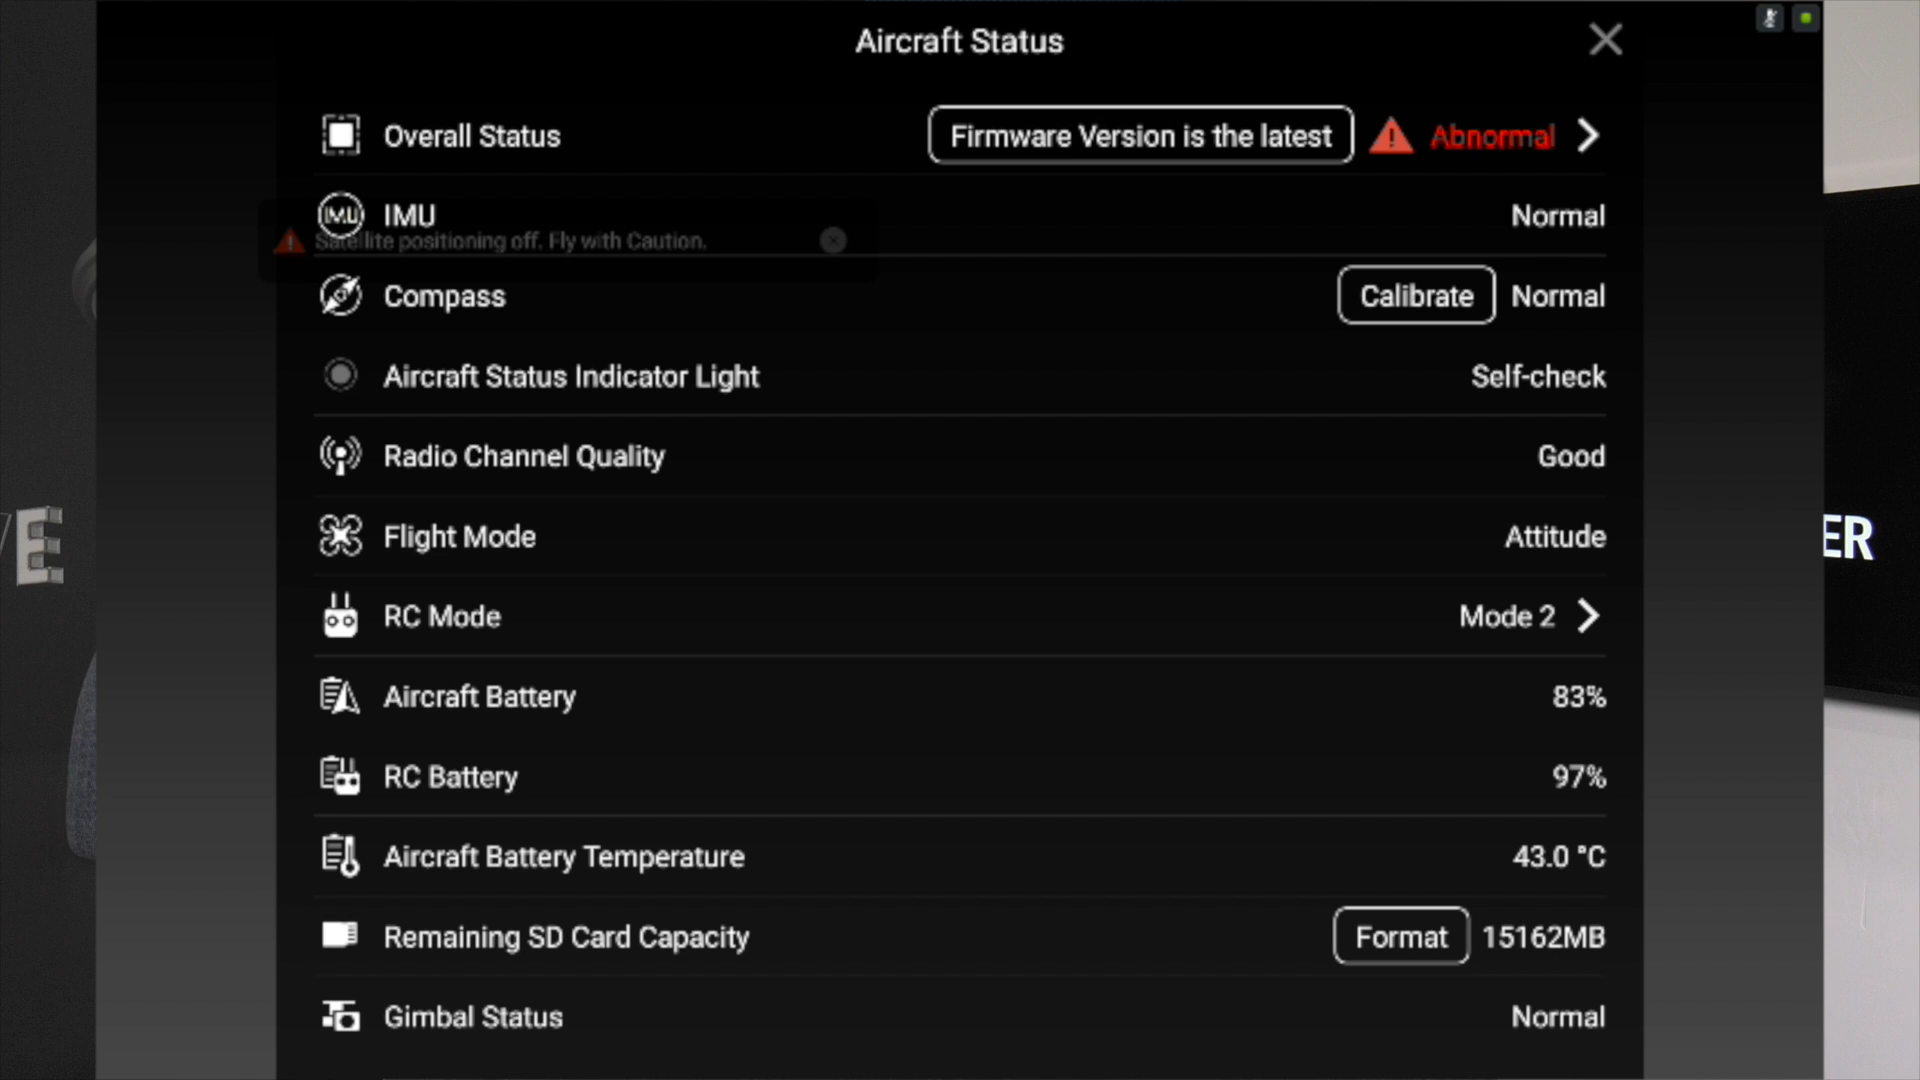 Aircraft Status
Overall Status Firmware Version is the latest Abnormal
IMU IMU Normal
Satellite positioning off. Fly with Caution.
Compass Calibrate Normal
Aircraft Status Indicator Light Self-check
Radio Channel Quality Good
Flight Mode Attitude
VE
ER
RC Mode Mode 2
Aircraft Battery 83%
RC Battery 97%
Aircraft Battery Temperature 43.0 °C
Remaining SD Card Capacity Format 15162MB
Gimbal Status Normal